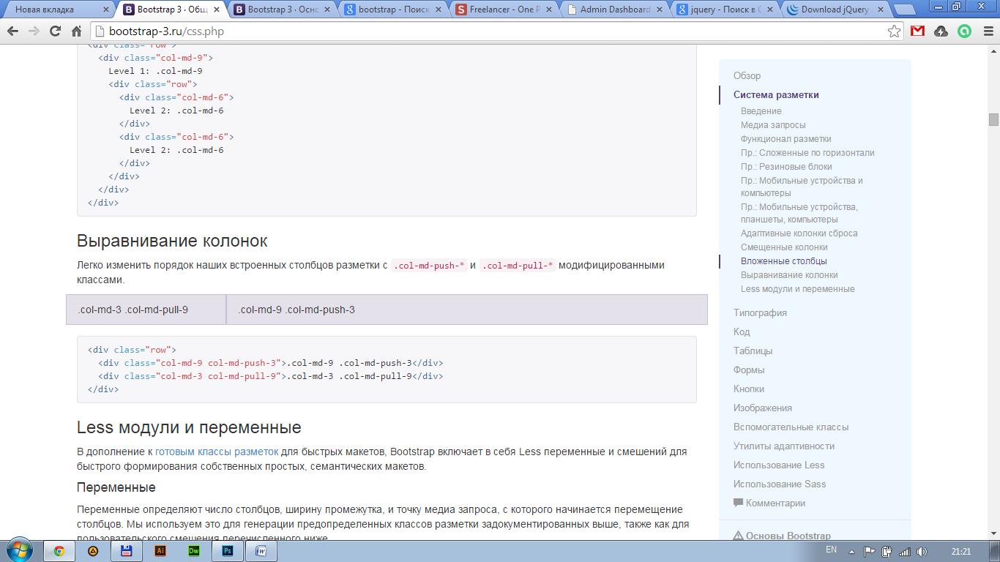 Новая вкладка
Bootstrap 3 · Общ
Bootstrap 3 · Осно
bootstrap - Поиск
Freelancer - One P
Admin Dashboard
jquery - Поиск в G
Download jQuery
bootstrap-3.ru/css.php
<div class="row">
<div class="col-md-9">
Level 1: .col-md-9
<div class="row">
<div class="col-md-6">
Level 2: .col-md-6
</div>
<div class="col-md-6">
Level 2: .col-md-6
</div>
</div>
</div>
</div>
Выравнивание колонок
Легко изменить порядок наших встроенных столбцов разметки с .col-md-push-* и .col-md-pull-* модифицированными
классами.
.col-md-3 .col-md-pull-9
.col-md-9 .col-md-push-3
<div class="row">
<div class="col-md-9 col-md-push-3">.col-md-9 .col-md-push-3</div>
<div class="col-md-3 col-md-pull-9">.col-md-3 .col-md-pull-9</div>
</div>
Less модули и переменные
В дополнение к готовым классы разметок для быстрых макетов, Bootstrap включает в себя Less переменные и смешений для
быстрого формирования собственных простых, семантических макетов.
Переменные
Переменные определяют число столбцов, ширину промежутка, и точку медиа запроса, с которого начинается перемещение
столбцов. Мы используем это для генерации предопределенных классов разметки задокументированных выше, также как для
пользовательского смешения перечисленного ниже.
Обзор
Система разметки
Введение
Медиа запросы
Функционал разметки
Пр.: Сложенные по горизонтали
Пр.: Резиновые блоки
Пр.: Мобильные устройства и
компьютеры
Пр.: Мобильные устройства,
планшеты, компьютеры
Адаптивные колонки сброса
Смещенные колонки
Вложенные столбцы
Выравнивание колонки
Less модули и переменные
Типография
Код
Таблицы
Формы
Кнопки
Изображения
Вспомогательные классы
Утилиты адаптивности
Использование Less
Использование Sass
Комментарии
Основы Bootstrap
Ai
Dw
Ps
W
EN
21:21